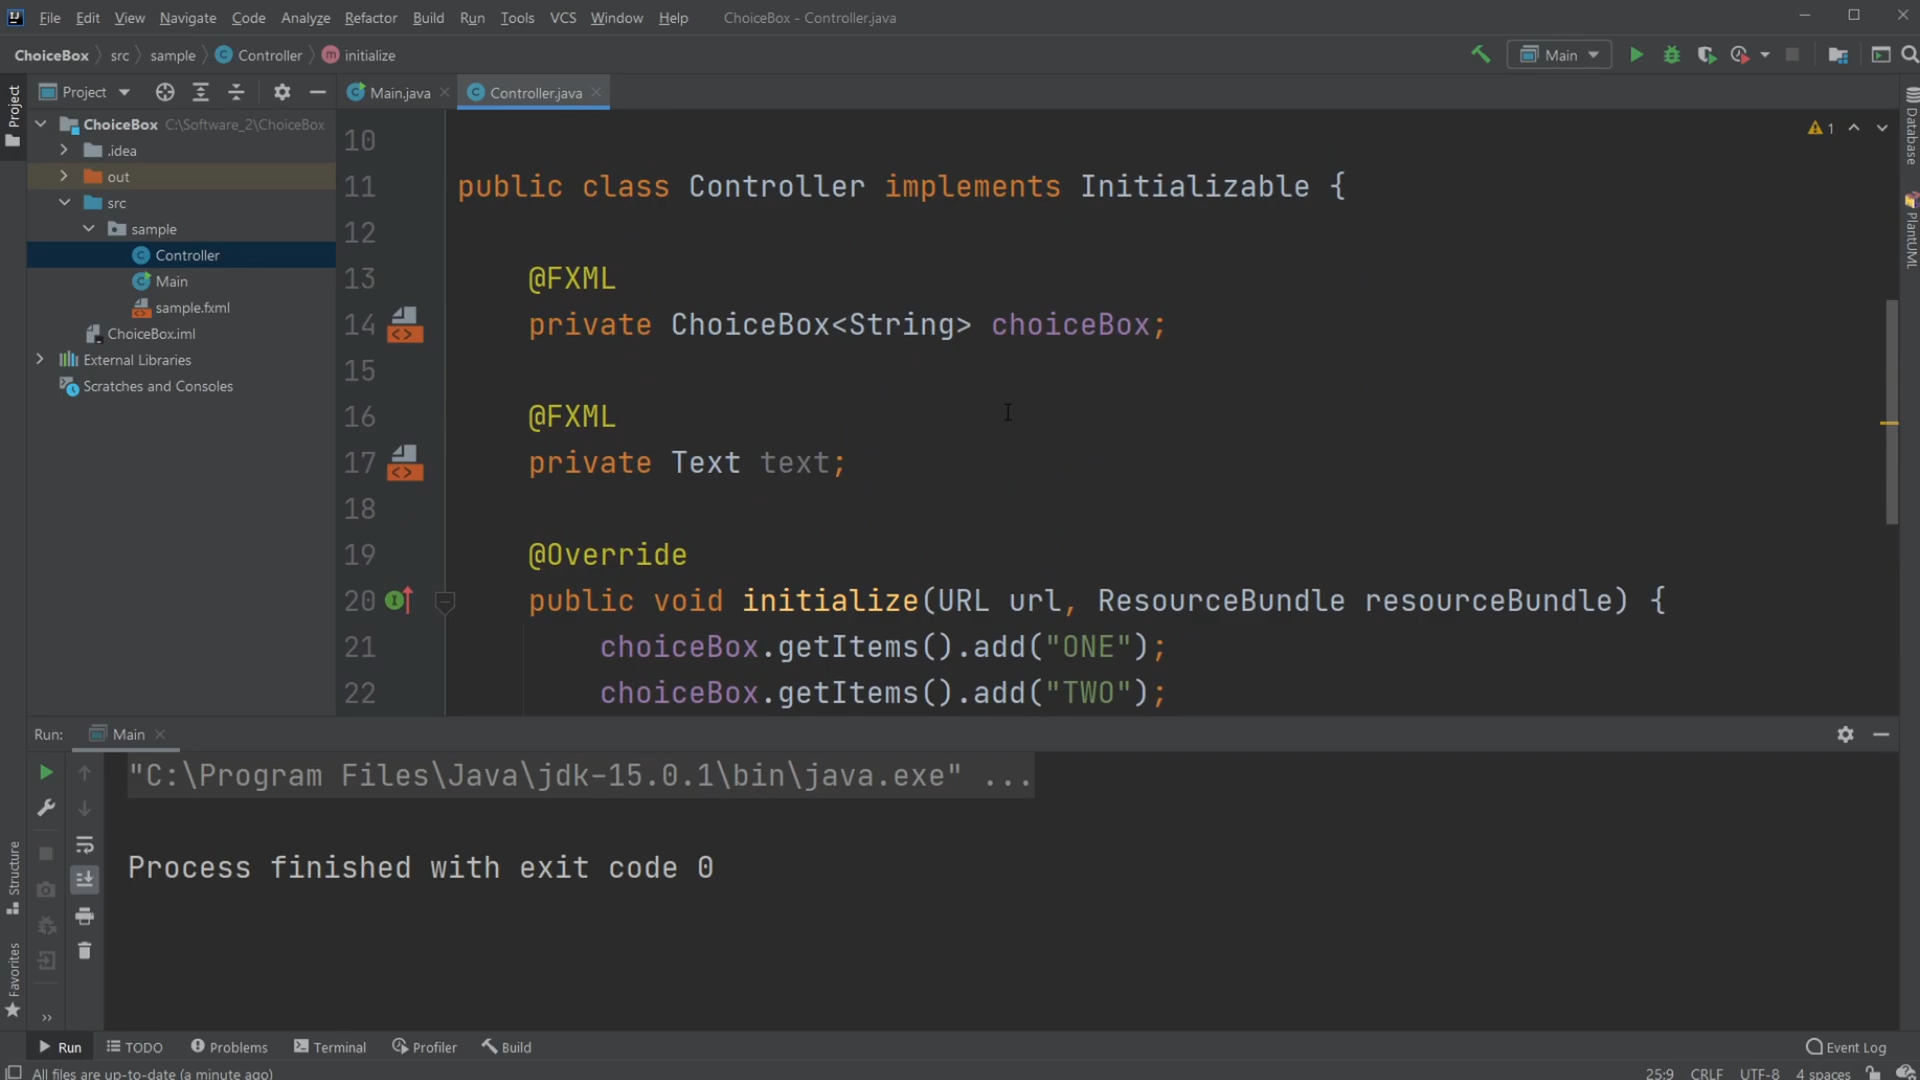 File Edit View Navigate Code Analyze Refactor Build Run Tools VCS Window Help ChoiceBox - Controller.java
ChoiceBox src sample Controller initialize
Main
Project
Main.java
Controller.java
Project
ChoiceBox C:\Software_2\ChoiceBox
.idea
out
src
sample
Controller
Main
sample.fxml
ChoiceBox.iml
External Libraries
Scratches and Consoles
1
10
11 public class Controller implements Initializable {
12
13 @FXML
14 private ChoiceBox<String> choiceBox;
15
16 @FXML
17 private Text text;
18
19 @Override
20 public void initialize(URL url, ResourceBundle resourceBundle) {
21 choiceBox.getItems().add("ONE");
22 choiceBox.getItems().add("TWO");
Database
PlantUML
Run: Main
"C:\Program Files\Java\jdk-15.0.1\bin\java.exe" ...
Process finished with exit code 0
Structure
Favorites
Run TODO Problems Terminal Profiler Build Event Log
All files are up-to-date (a minute ago) 25:9 CRLF UTF-8 4 spaces